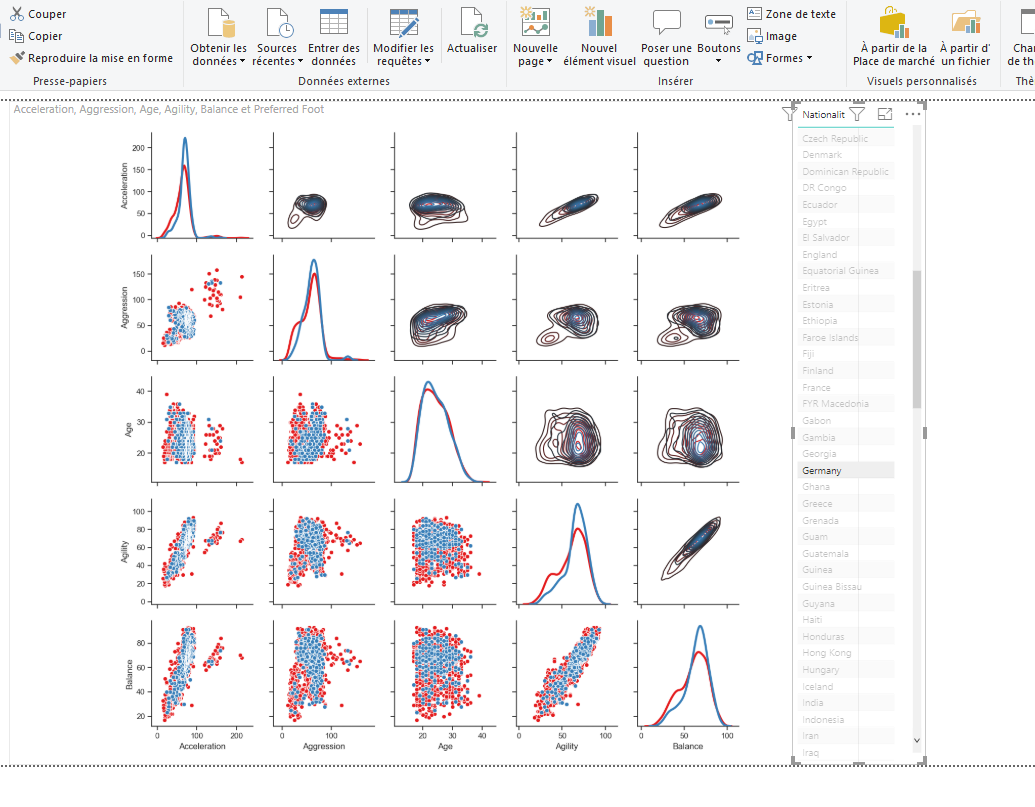 Couper
Copier
Reproduire la mise en forme
Presse-papiers
Obtenir les données
Sources récentes
Entrer des données
Données externes
Modifier les requêtes
Actualiser
Nouvelle page
Nouvel élément visuel
Poser une question
Boutons
Zone de texte
Image
Formes
Insérer
À partir de la Place de marché
À partir d' un fichier
Visuels personnalisés
Acceleration, Aggression, Age, Agility, Balance et Preferred Foot
Nationalit
Czech Republic
Denmark
Dominican Republic
DR Congo
Ecuador
Egypt
El Salvador
England
Equatorial Guinea
Eritrea
Estonia
Ethiopia
Faroe Islands
Fiji
Finland
France
FYR Macedonia
Gabon
Gambia
Georgia
Germany
Ghana
Greece
Grenada
Guam
Guatemala
Guinea
Guinea Bissau
Guyana
Haiti
Honduras
Hong Kong
Hungary
Iceland
India
Indonesia
Iran
Iraq
Acceleration
200
150
100
50
0
Aggression
150
100
50
0
Age
40
30
20
Agility
100
80
60
40
20
0
Balance
80
60
40
20
0 100 200
0 100
20 30 40
0 50 100
0 50 100
Acceleration Aggression Age Agility Balance